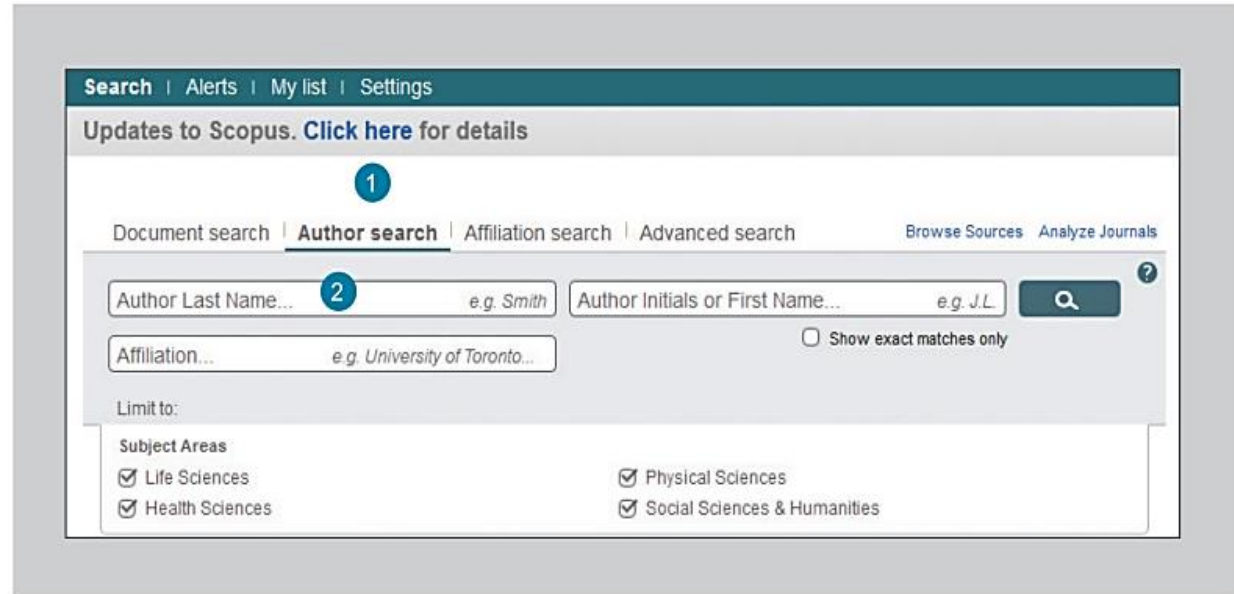 Search | Alerts | My list | Settings
Updates to Scopus. Click here for details
1
Document search | Author search | Affiliation search | Advanced search Browse Sources Analyze Journals
?
Author Last Name... 2 e.g. Smith Author Initials or First Name... e.g. J.L.
Show exact matches only
Affiliation... e.g. University of Toronto...
Limit to:
Subject Areas
Life Sciences Physical Sciences
Health Sciences Social Sciences & Humanities